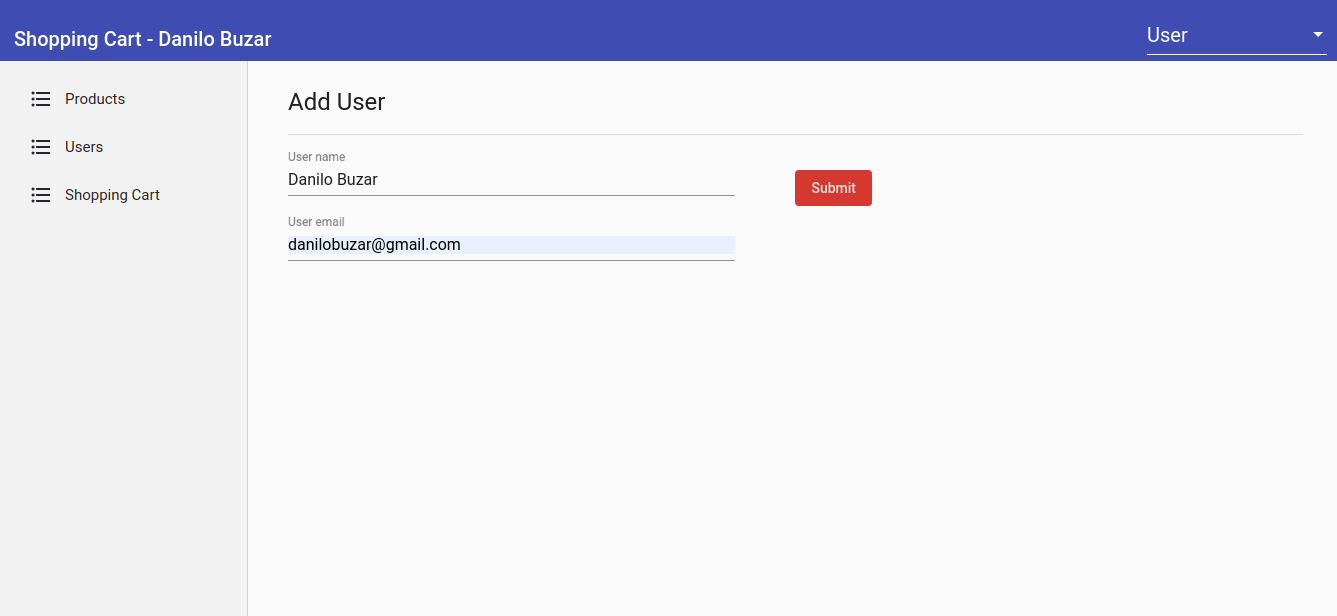 Shopping Cart - Danilo Buzar
User
Products
Users
Shopping Cart
Add User
User name
Danilo Buzar
Submit
User email
danilobuzar@gmail.com